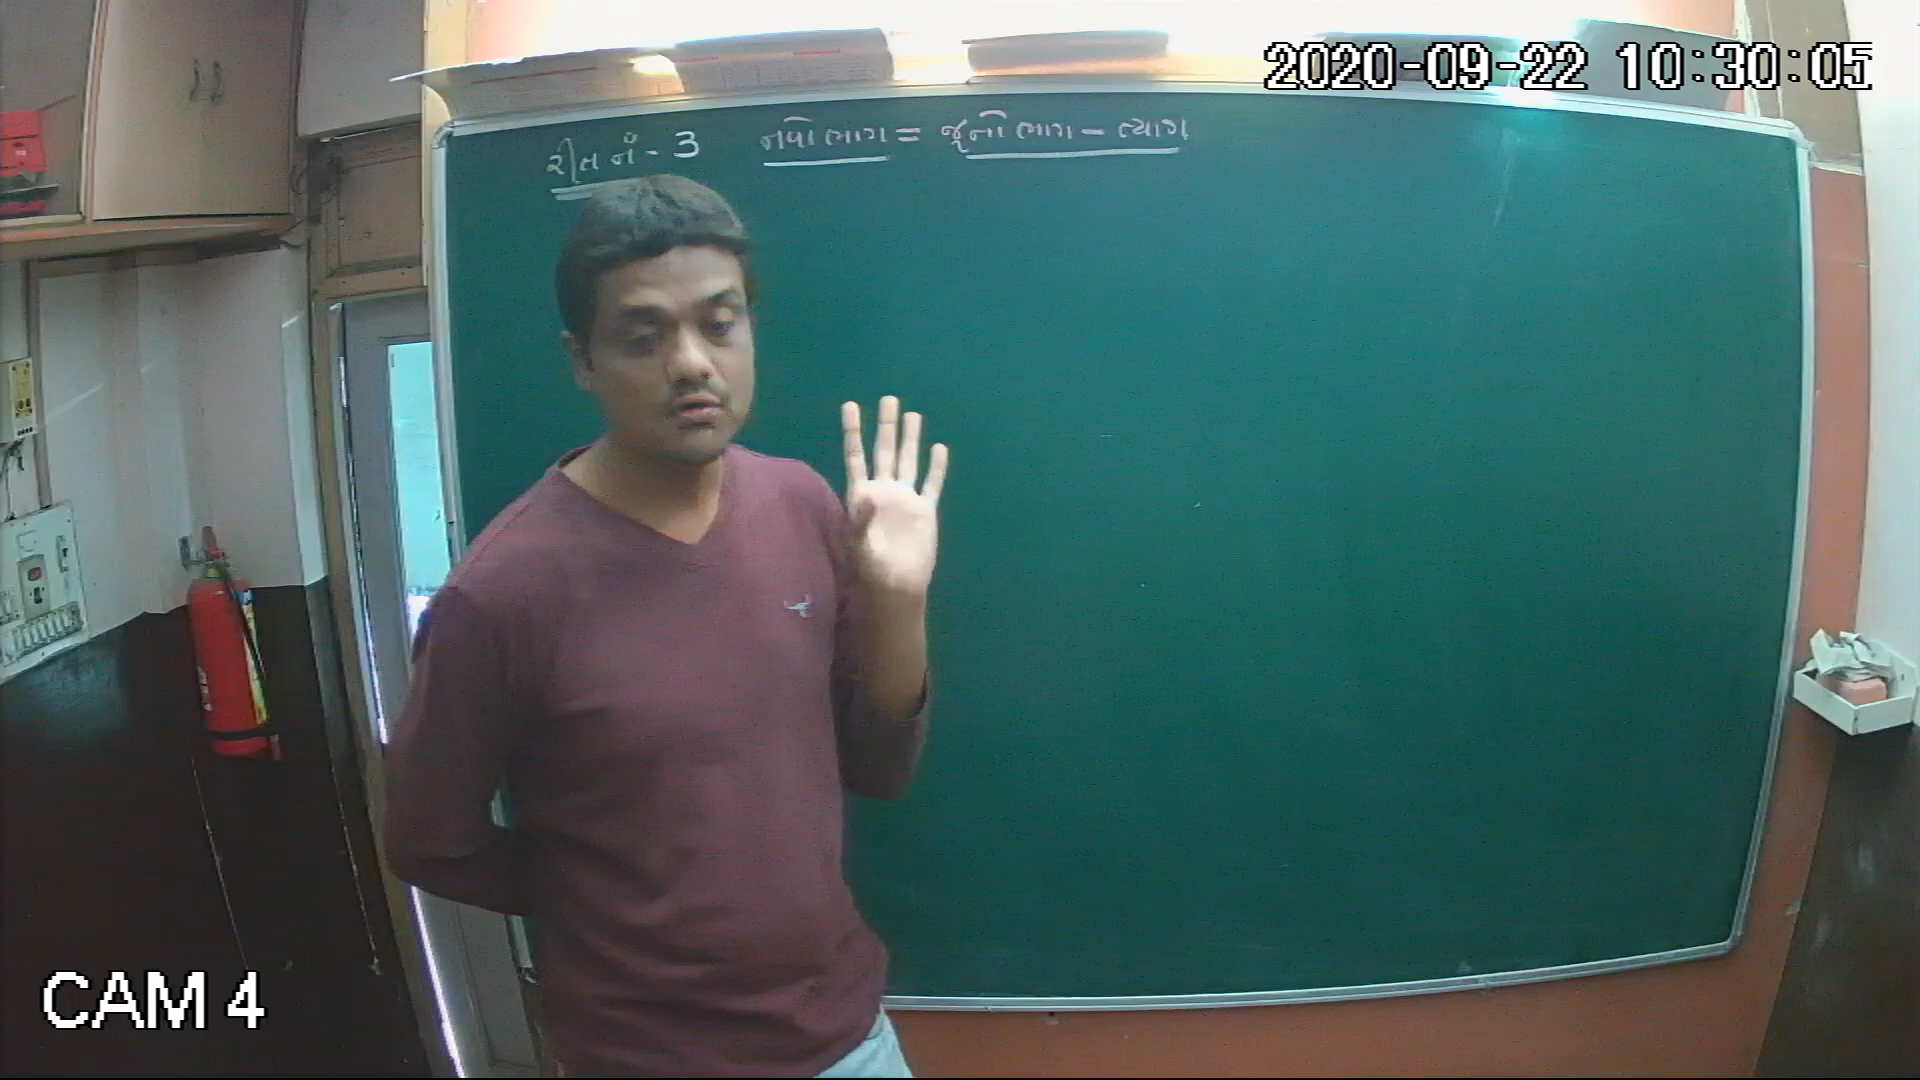 2020-09-22 10:30:05
રીત નં - 3 નવો ભાગ = જૂનો ભાગ - ત્યાગ
CAM 4